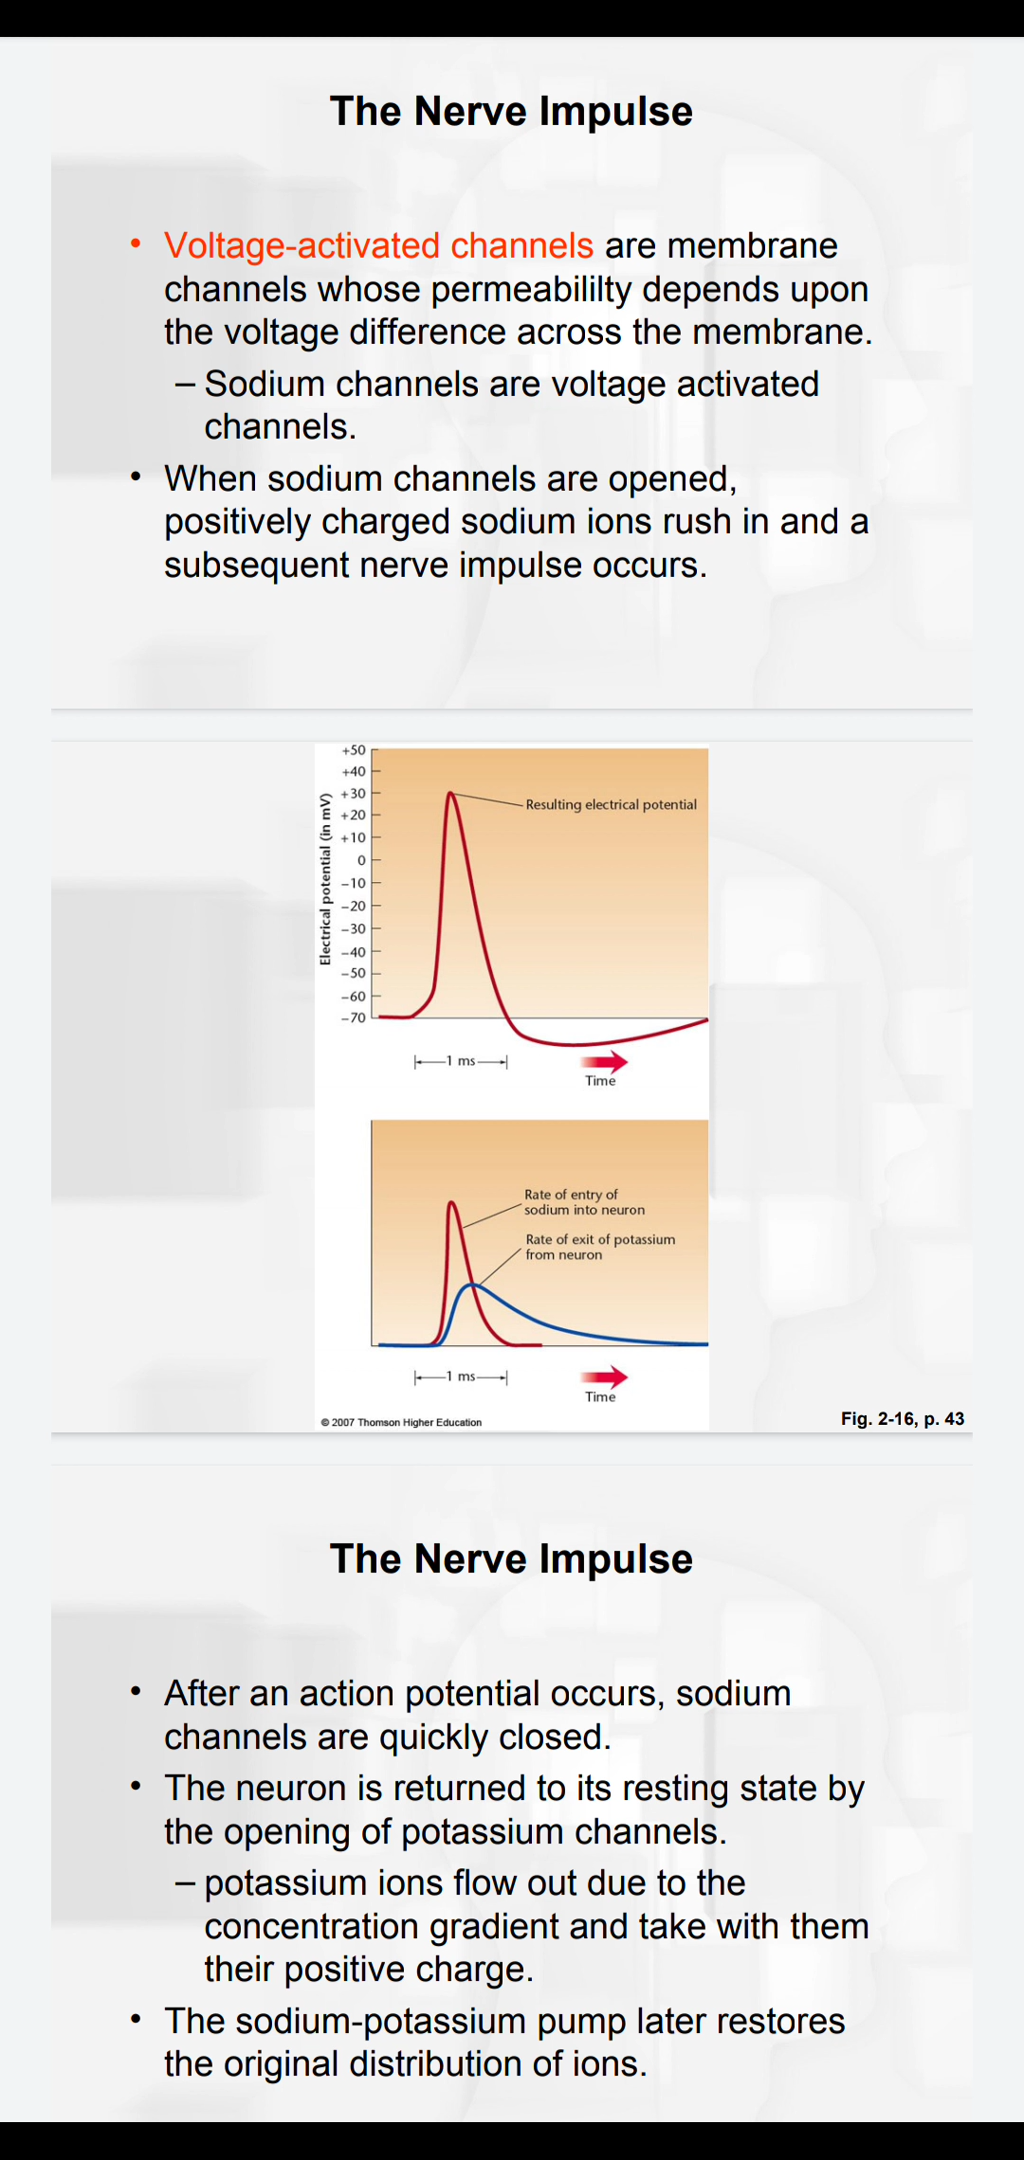 The Nerve Impulse
• Voltage-activated channels are membrane
channels whose permeabililty depends upon
the voltage difference across the membrane.
– Sodium channels are voltage activated
channels.
• When sodium channels are opened,
positively charged sodium ions rush in and a
subsequent nerve impulse occurs.
Electrical potential (in mV)
+50
+40
+30
+20
+10
0
–10
–20
–30
–40
–50
–60
–70
Resulting electrical potential
1 ms
Time
Rate of entry of
sodium into neuron
Rate of exit of potassium
from neuron
1 ms
Time
© 2007 Thomson Higher Education
Fig. 2-16, p. 43
The Nerve Impulse
• After an action potential occurs, sodium
channels are quickly closed.
• The neuron is returned to its resting state by
the opening of potassium channels.
– potassium ions flow out due to the
concentration gradient and take with them
their positive charge.
• The sodium-potassium pump later restores
the original distribution of ions.